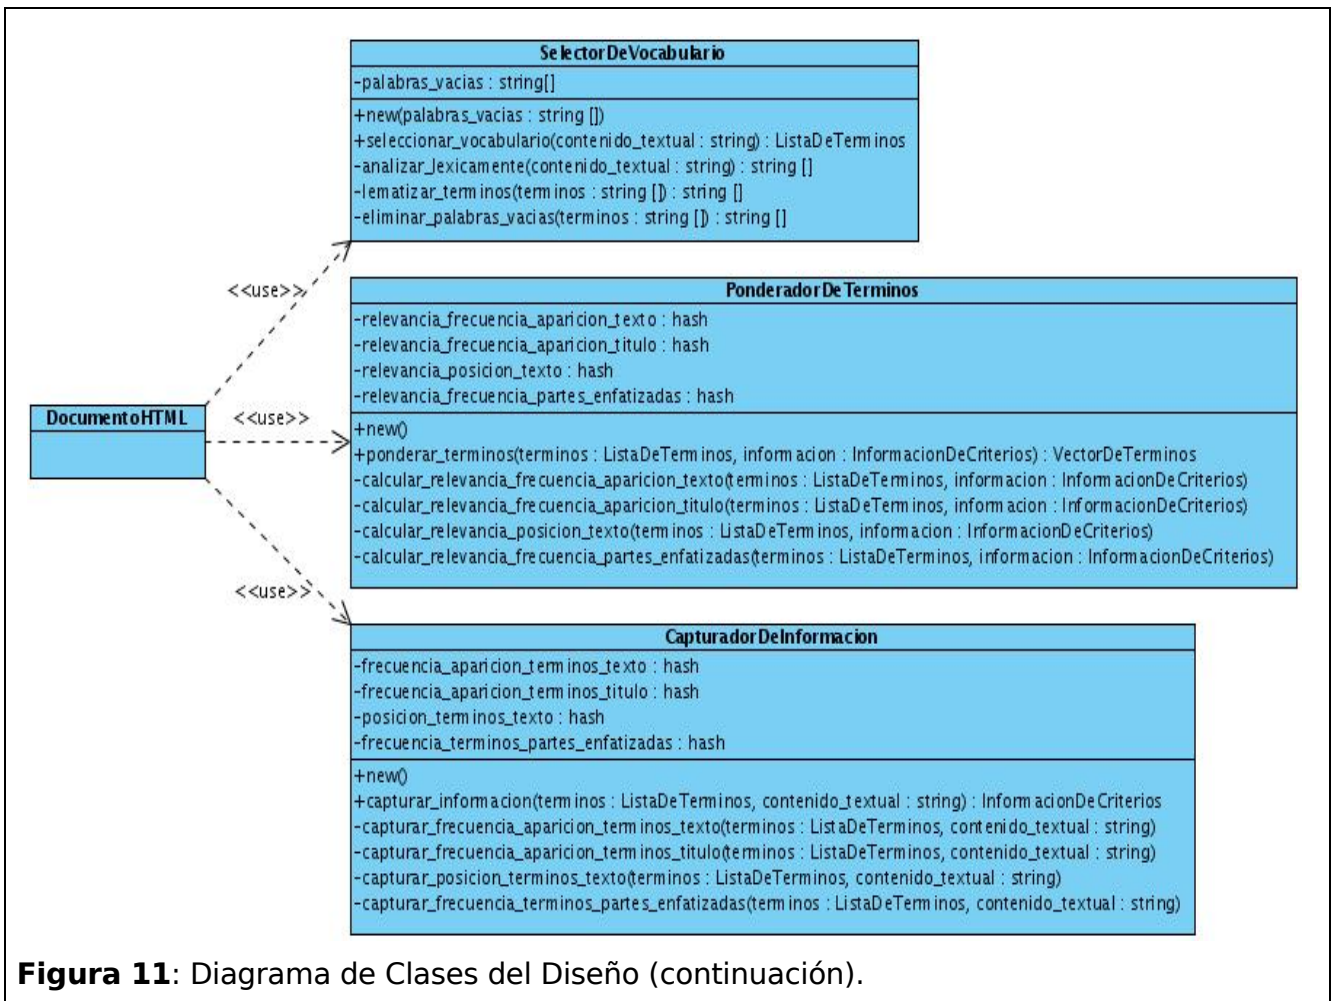 SelectorDeVocabulario
-palabras_vacias : string[]
+new(palabras_vacias : string [])
+seleccionar_vocabulario(contenido_textual : string) : ListaDeTerminos
-analizar_lexicamente(contenido_textual : string) : string []
-lematizar_terminos(terminos : string []) : string []
-eliminar_palabras_vacias(terminos : string []) : string []
<<use>>
PonderadorDeTerminos
-relevancia_frecuencia_aparicion_texto : hash
-relevancia_frecuencia_aparicion_titulo : hash
-relevancia_posicion_texto : hash
-relevancia_frecuencia_partes_enfatizadas : hash
DocumentoHTML
<<use>>
+new()
+ponderar_terminos(terminos : ListaDeTerminos, informacion : InformacionDeCriterios) : VectorDeTerminos
-calcular_relevancia_frecuencia_aparicion_texto(terminos : ListaDeTerminos, informacion : InformacionDeCriterios)
-calcular_relevancia_frecuencia_aparicion_titulo(terminos : ListaDeTerminos, informacion : InformacionDeCriterios)
-calcular_relevancia_posicion_texto(terminos : ListaDeTerminos, informacion : InformacionDeCriterios)
-calcular_relevancia_frecuencia_partes_enfatizadas(terminos : ListaDeTerminos, informacion : InformacionDeCriterios)
<<use>>
CapturadorDeInformacion
-frecuencia_aparicion_terminos_texto : hash
-frecuencia_aparicion_terminos_titulo : hash
-posicion_terminos_texto : hash
-frecuencia_terminos_partes_enfatizadas : hash
+new()
+capturar_informacion(terminos : ListaDeTerminos, contenido_textual : string) : InformacionDeCriterios
-capturar_frecuencia_aparicion_terminos_texto(terminos : ListaDeTerminos, contenido_textual : string)
-capturar_frecuencia_aparicion_terminos_titulo(terminos : ListaDeTerminos, contenido_textual : string)
-capturar_posicion_terminos_texto(terminos : ListaDeTerminos, contenido_textual : string)
-capturar_frecuencia_terminos_partes_enfatizadas(terminos : ListaDeTerminos, contenido_textual : string)
Figura 11: Diagrama de Clases del Diseño (continuación).